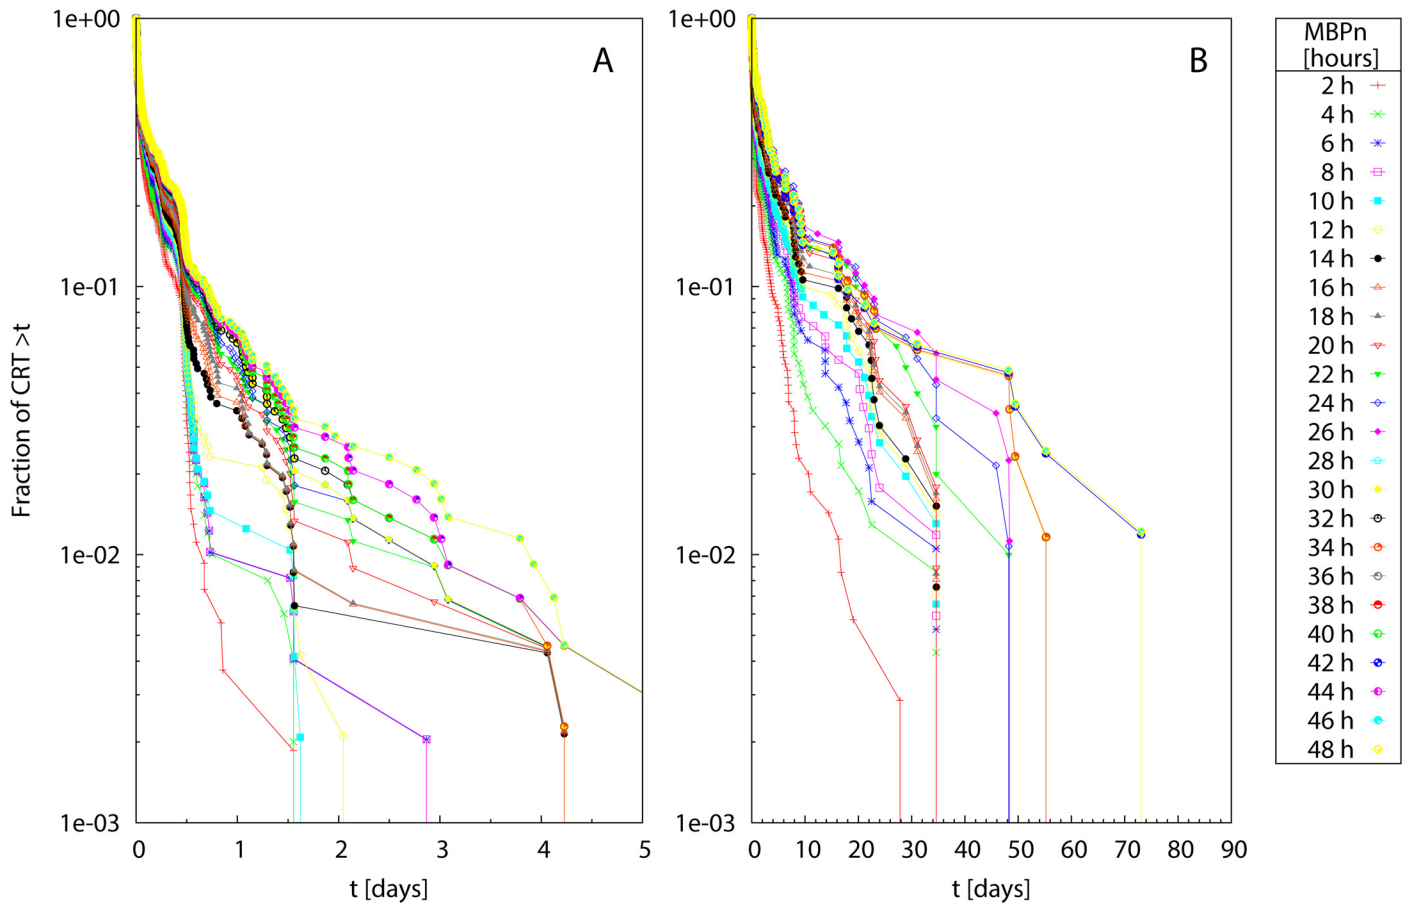 A
B
Fraction of CRT >t
1e+00
1e-01
1e-02
1e-03
0 1 2 3 4 5
t [days]
1e+00
1e-01
1e-02
1e-03
0 10 20 30 40 50 60 70 80 90
t [days]
MBPn
[hours]
2 h
4 h
6 h
8 h
10 h
12 h
14 h
16 h
18 h
20 h
22 h
24 h
26 h
28 h
30 h
32 h
34 h
36 h
38 h
40 h
42 h
44 h
46 h
48 h